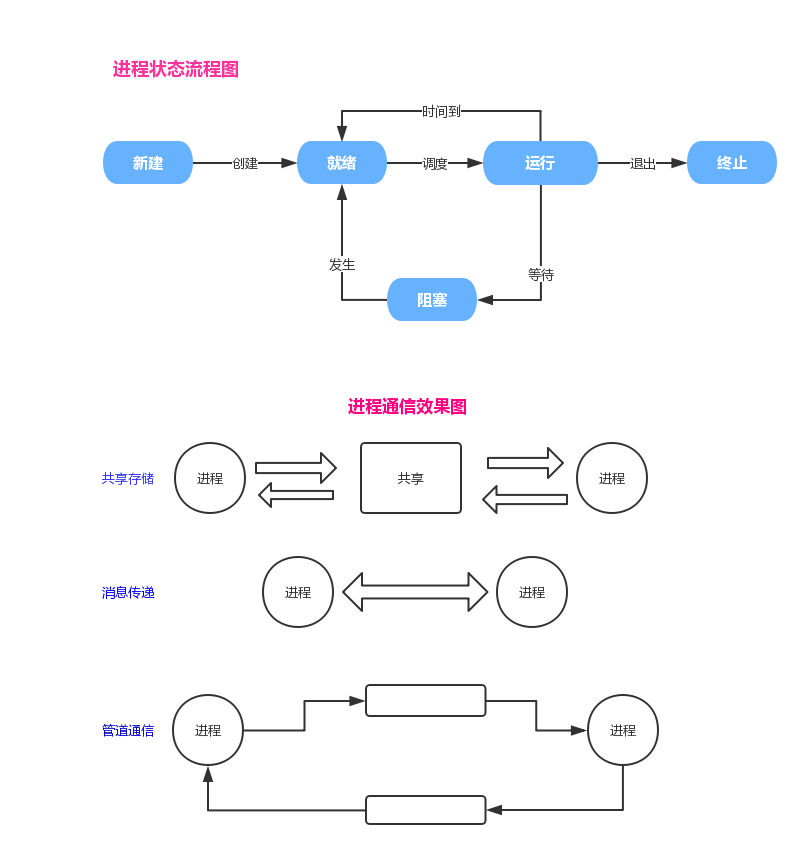 进程状态流程图
时间到
新建
创建
就绪
调度
运行
退出
终止
发生
等待
阻塞
进程通信效果图
共享存储
进程
共享
进程
消息传递
进程
进程
管道通信
进程
进程